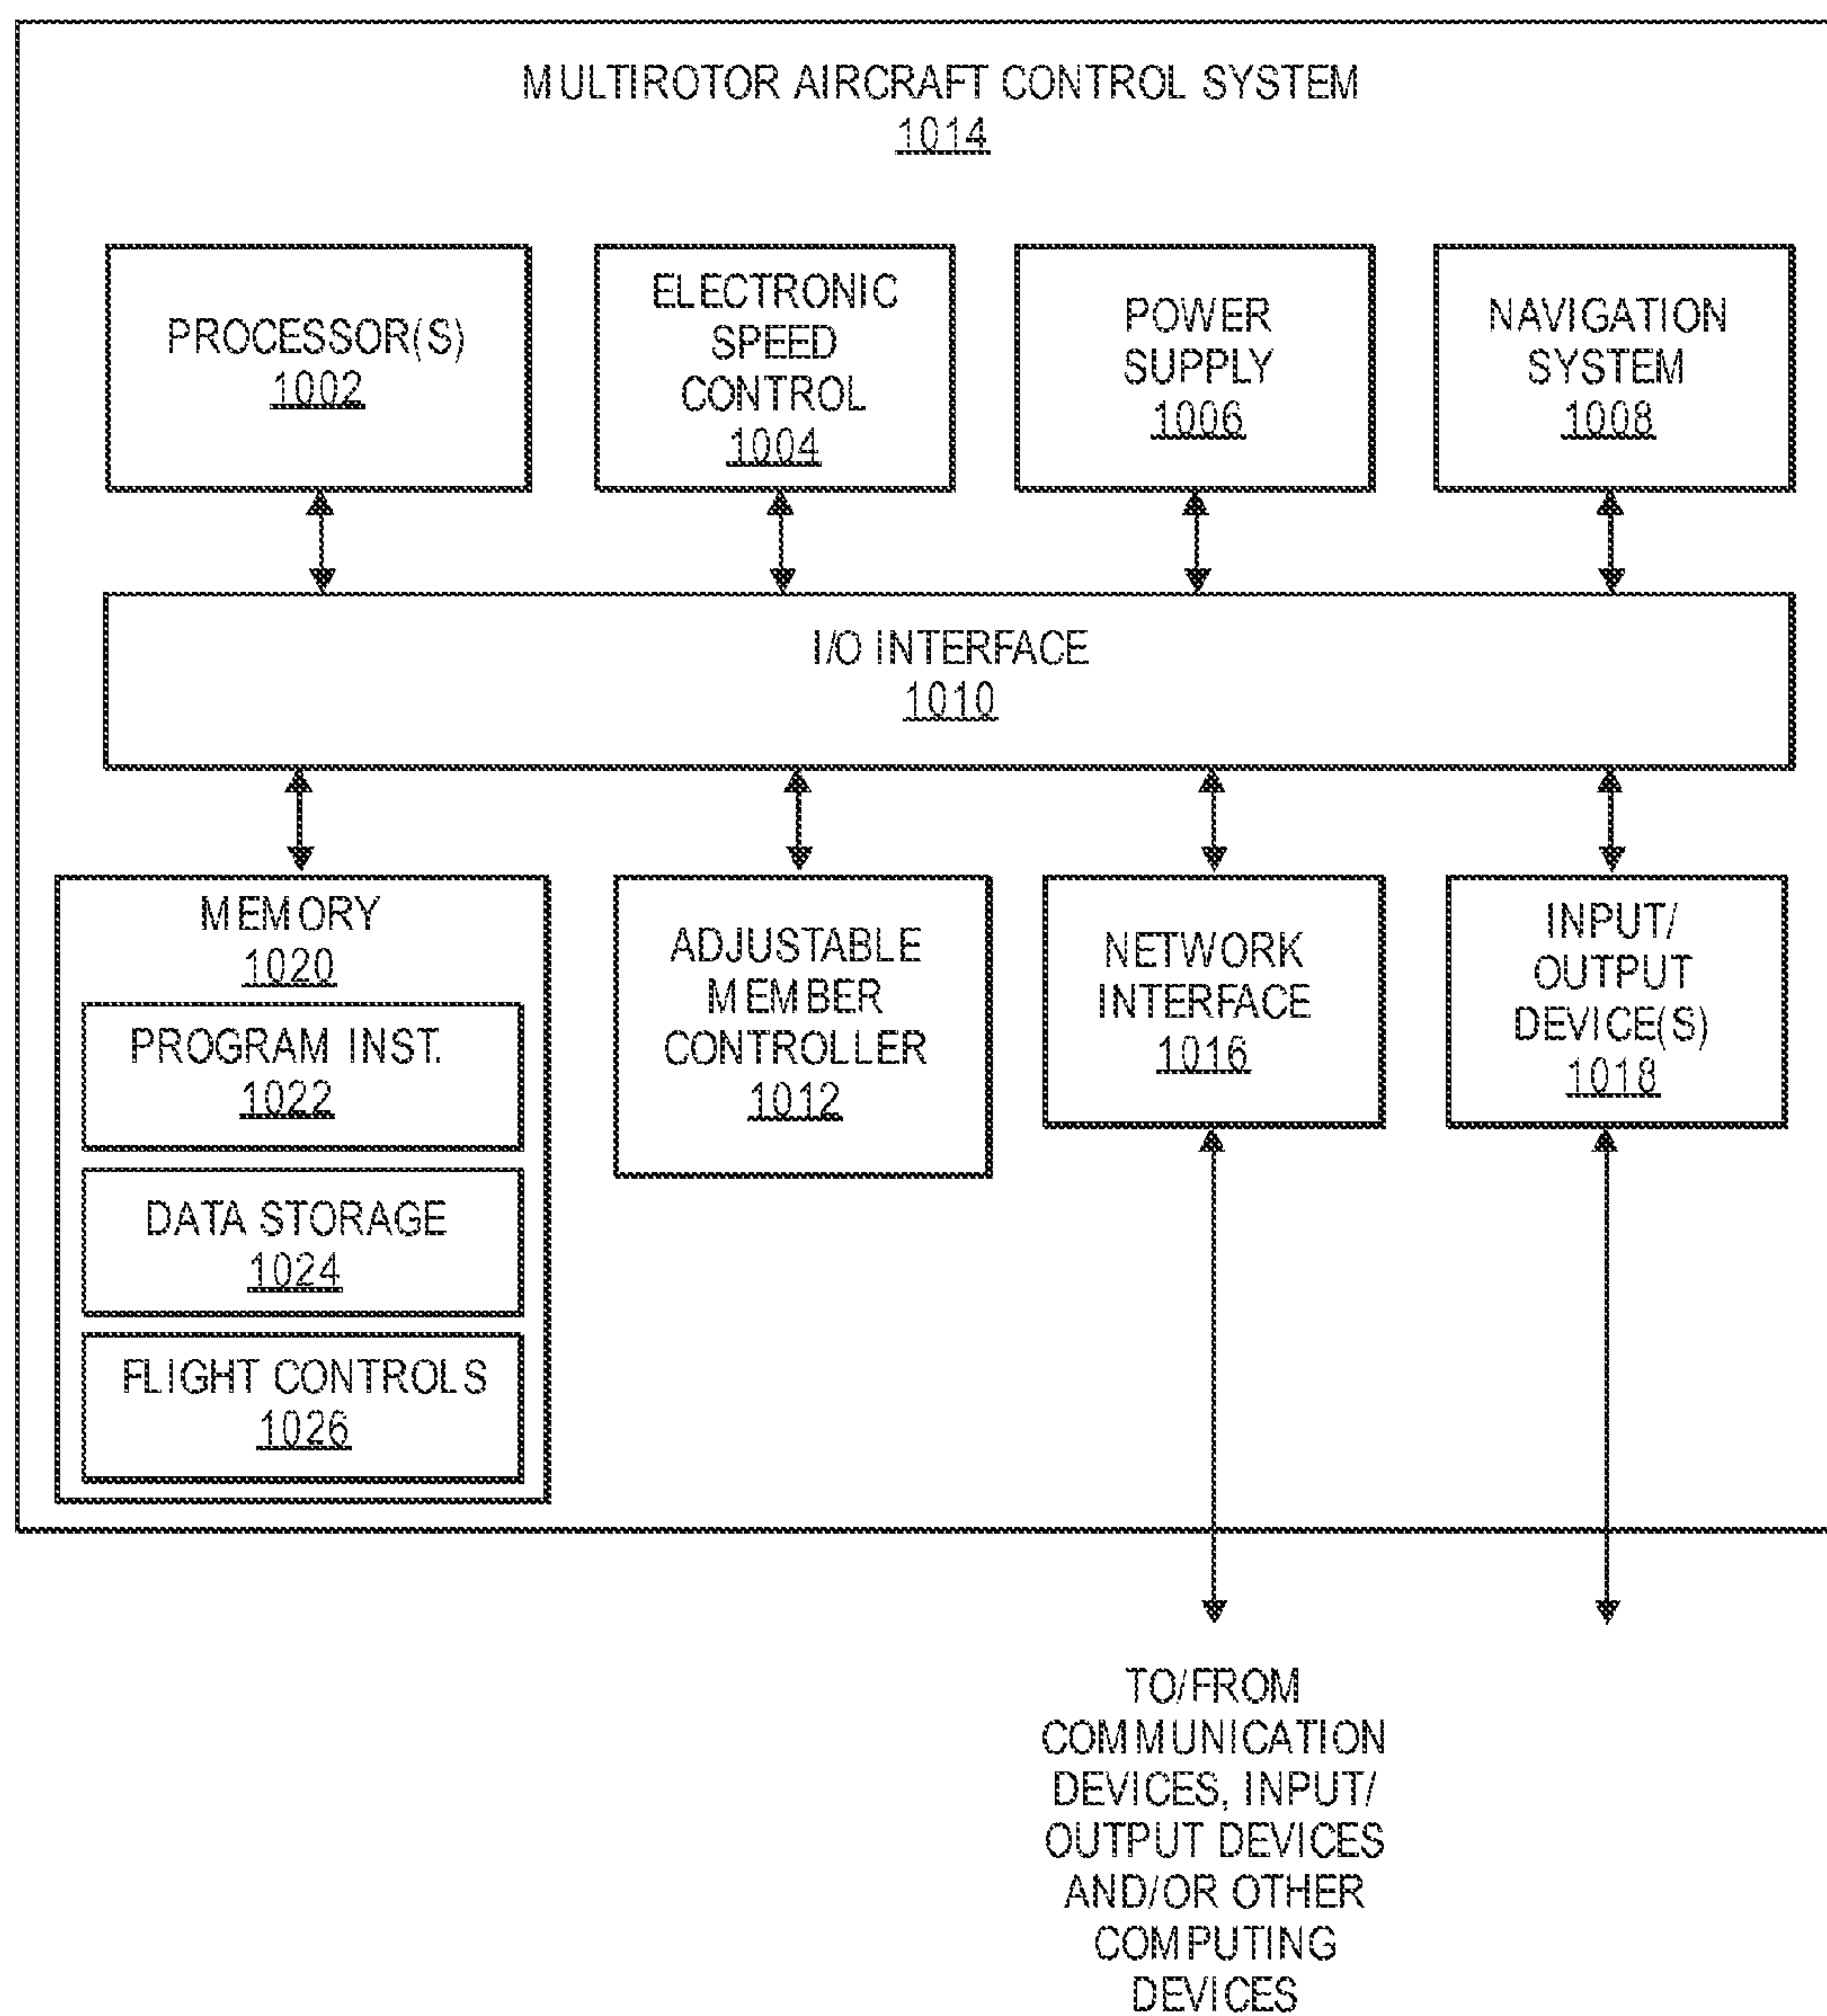 MULTIROTOR AIRCRAFT CONTROL SYSTEM
1014
PROCESSOR(S)
1002
ELECTRONIC
SPEED
CONTROL
1004
POWER
SUPPLY
1006
NAVIGATION
SYSTEM
1008
I/O INTERFACE
1010
MEMORY
1020
PROGRAM INST.
1022
DATA STORAGE
1024
FLIGHT CONTROLS
1026
ADJUSTABLE
MEMBER
CONTROLLER
1012
NETWORK
INTERFACE
1016
INPUT/
OUTPUT
DEVICE(S)
1018
TO/FROM
COMMUNICATION
DEVICES, INPUT/
OUTPUT DEVICES
AND/OR OTHER
COMPUTING
DEVICES